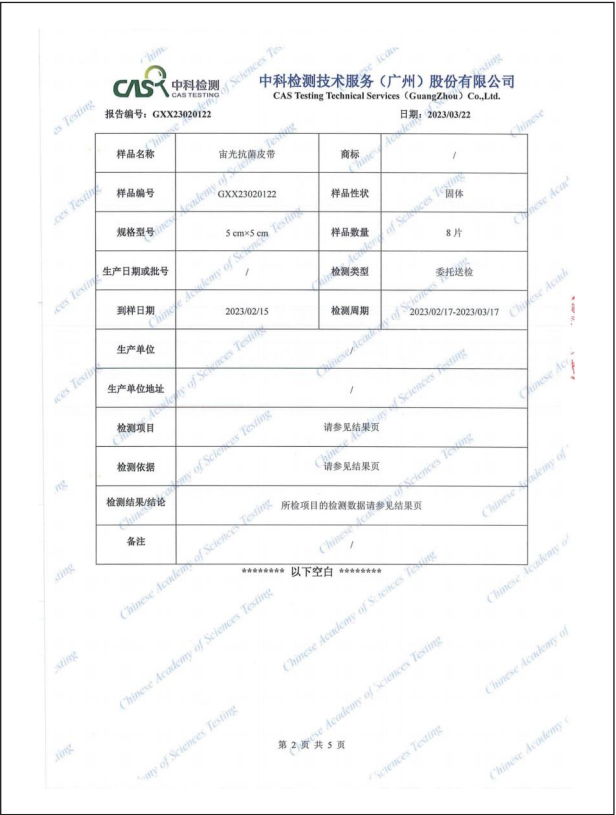 CAS 中科检测
CAS TESTING
中科检测技术服务（广州）股份有限公司
CAS Testing Technical Services (GuangZhou) Co.,Ltd.
报告编号：GXX23020122 日期：2023/03/22
样品名称 宙光抗菌皮带 商标 /
样品编号 GXX23020122 样品性状 固体
规格型号 5 cm×5 cm 样品数量 8 片
生产日期或批号 / 检测类型 委托送检
到样日期 2023/02/15 检测周期 2023/02/17-2023/03/17
生产单位 /
生产单位地址 /
检测项目 请参见结果页
检测依据 请参见结果页
检测结果/结论 所检项目的检测数据请参见结果页
备注 /
******** 以下空白 ********
Chinese Academy of Sciences Testing
第 2 页 共 5 页